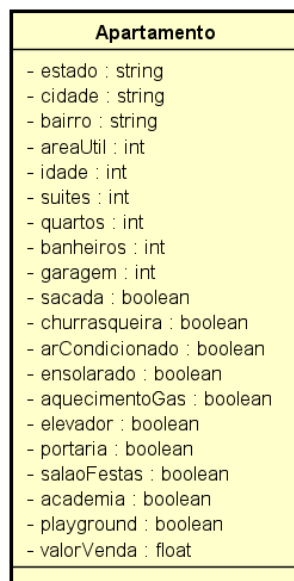 Apartamento
- estado : string
- cidade : string
- bairro : string
- areaUtil : int
- idade : int
- suites : int
- quartos : int
- banheiros : int
- garagem : int
- sacada : boolean
- churrasqueira : boolean
- arCondicionado : boolean
- ensolarado : boolean
- aquecimentoGas : boolean
- elevador : boolean
- portaria : boolean
- salaoFestas : boolean
- academia : boolean
- playground : boolean
- valorVenda : float